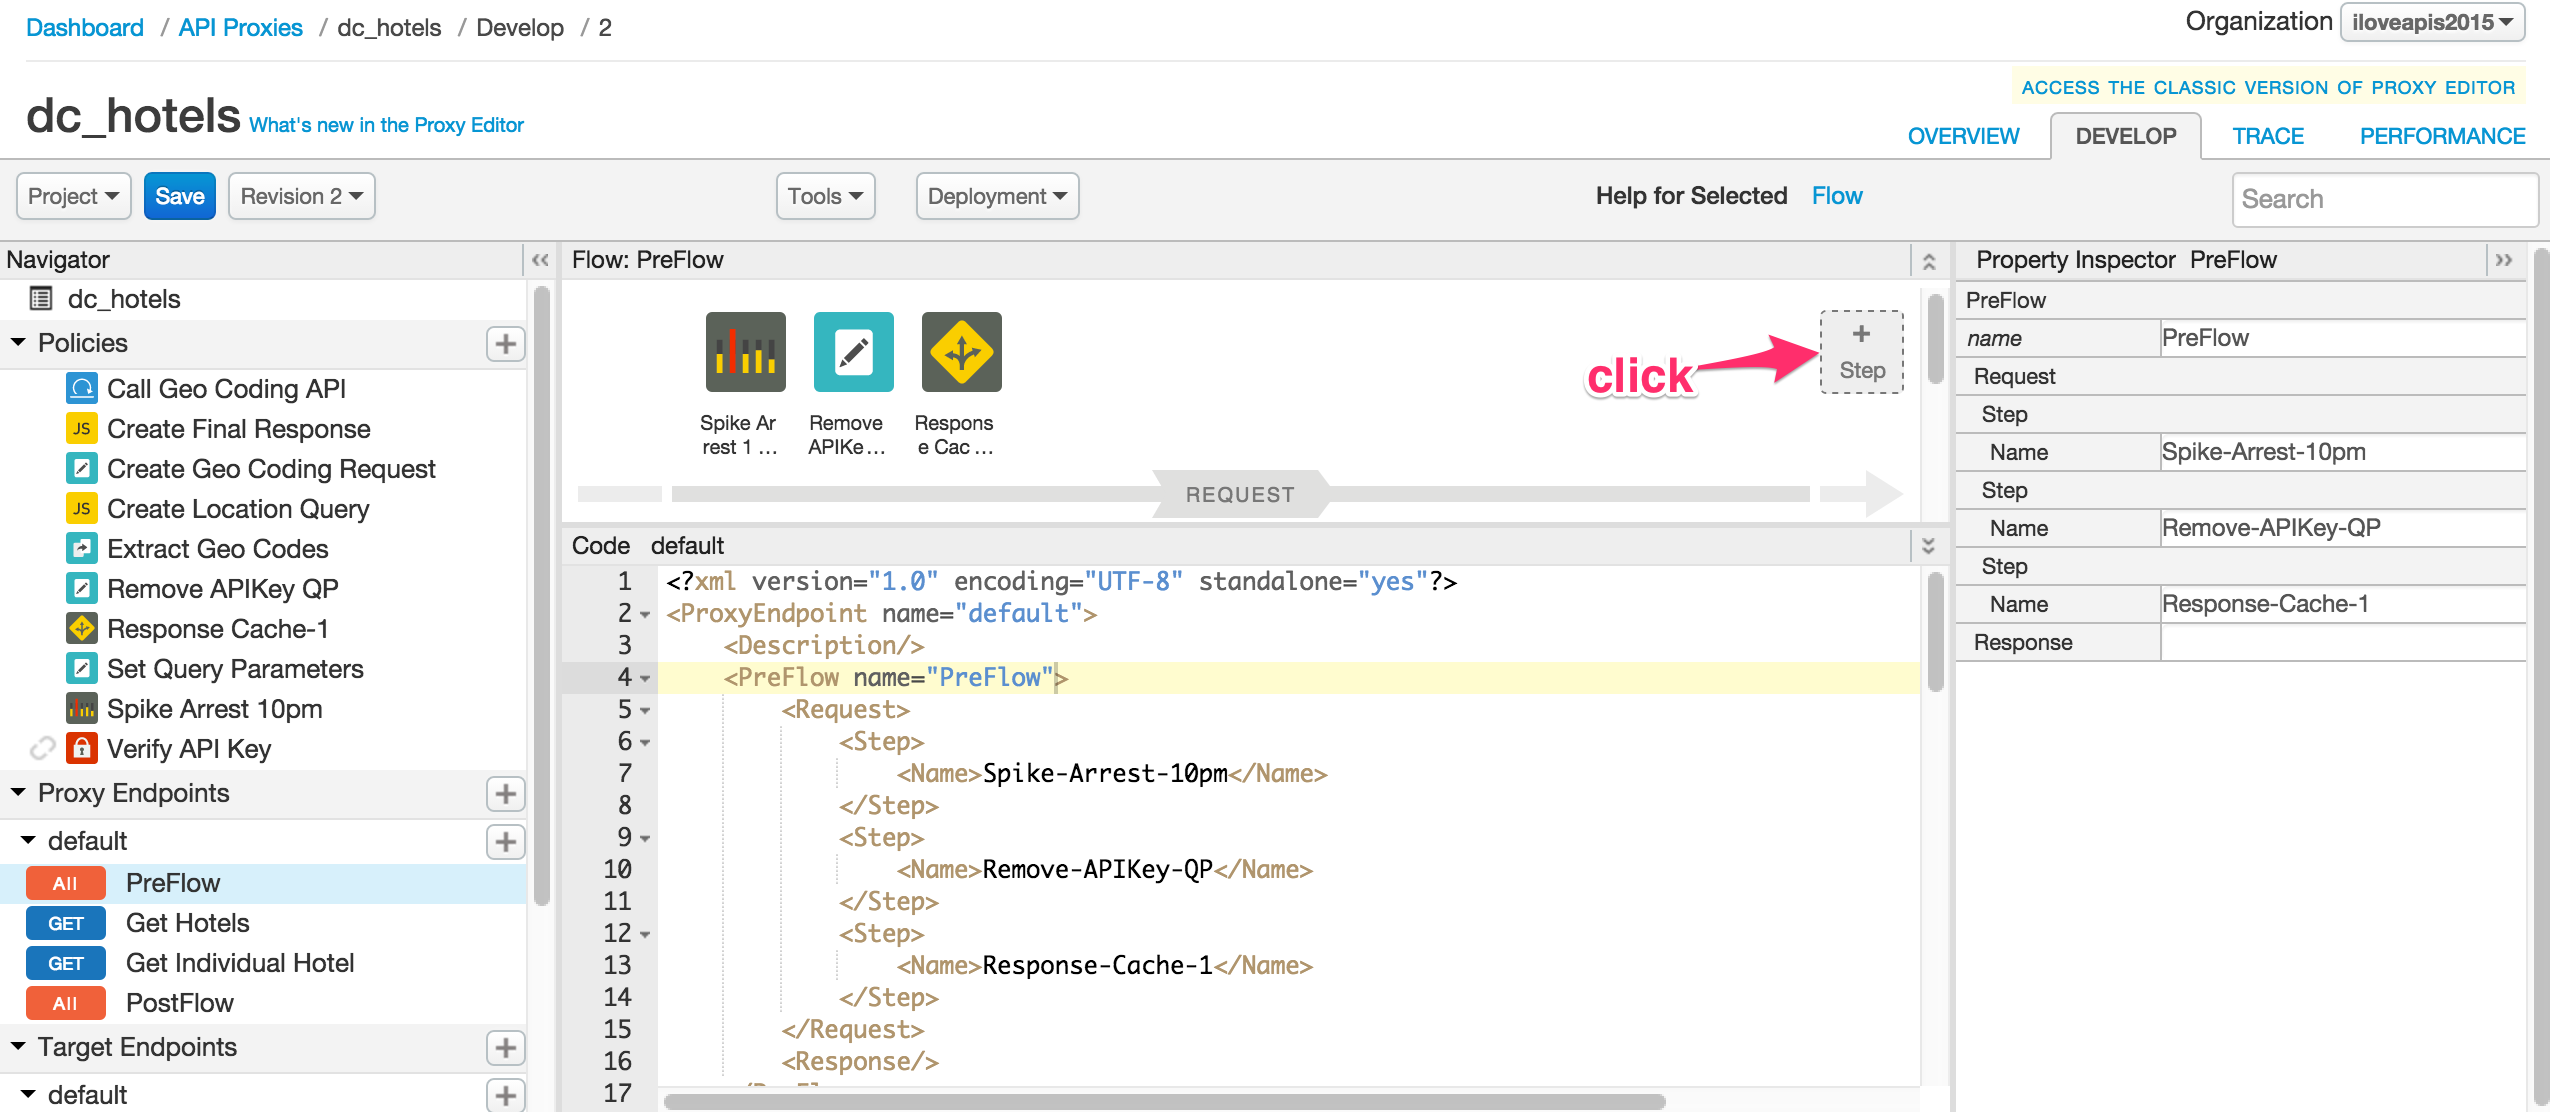 Dashboard / API Proxies / dc_hotels / Develop / 2
Organization iloveapis2015
ACCESS THE CLASSIC VERSION OF PROXY EDITOR
dc_hotels What's new in the Proxy Editor
OVERVIEW DEVELOP TRACE PERFORMANCE
Project Save Revision 2 Tools Deployment Help for Selected Flow Search
Navigator
dc_hotels
Policies
Call Geo Coding API
JS Create Final Response
Create Geo Coding Request
JS Create Location Query
Extract Geo Codes
Remove APIKey QP
Response Cache-1
Set Query Parameters
Spike Arrest 10pm
Verify API Key
Proxy Endpoints
default
All PreFlow
GET Get Hotels
GET Get Individual Hotel
All PostFlow
Target Endpoints
default
Flow: PreFlow
Spike Ar
rest 1 ...
Remove
APIKe ...
Respons
e Cac ...
click
+
Step
REQUEST
Code default
1 <?xml version="1.0" encoding="UTF-8" standalone="yes"?>
2 <ProxyEndpoint name="default">
3 <Description/>
4 <PreFlow name="PreFlow">
5 <Request>
6 <Step>
7 <Name>Spike-Arrest-10pm</Name>
8 </Step>
9 <Step>
10 <Name>Remove-APIKey-QP</Name>
11 </Step>
12 <Step>
13 <Name>Response-Cache-1</Name>
14 </Step>
15 </Request>
16 <Response/>
17
Property Inspector PreFlow
PreFlow
name PreFlow
Request
Step
Name Spike-Arrest-10pm
Step
Name Remove-APIKey-QP
Step
Name Response-Cache-1
Response